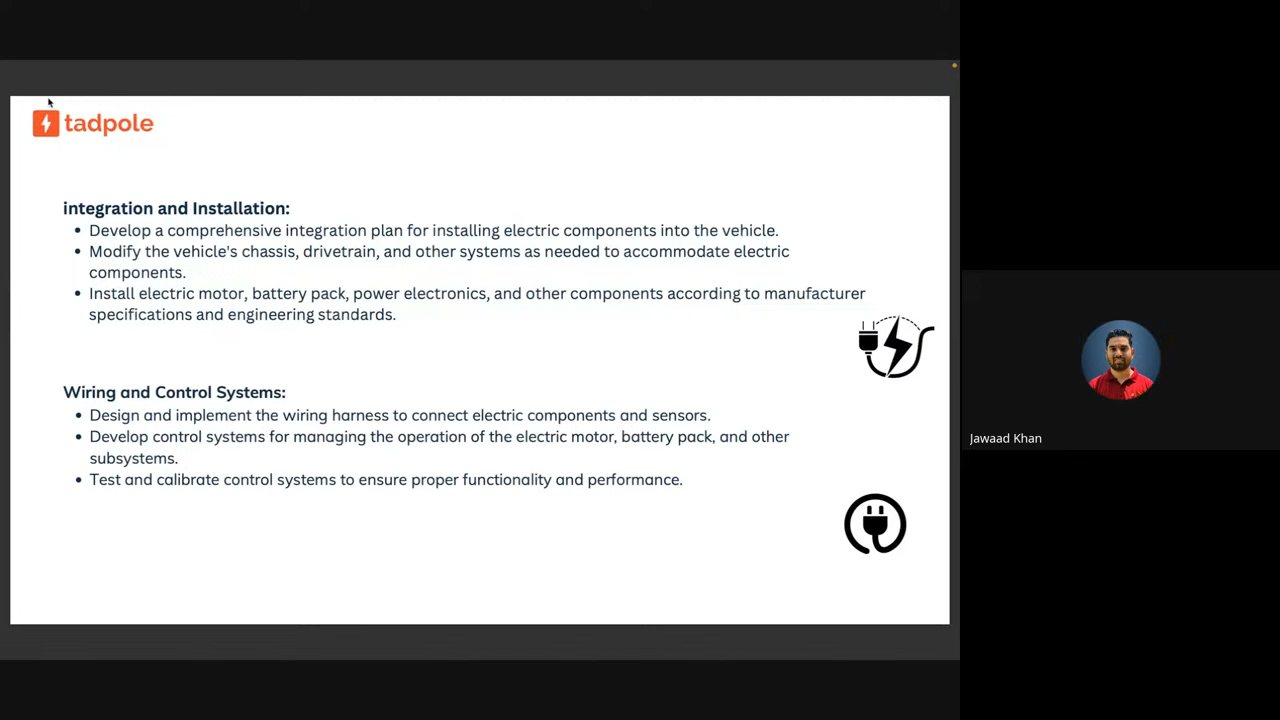 tadpole
integration and Installation:
Develop a comprehensive integration plan for installing electric components into the vehicle.
Modify the vehicle's chassis, drivetrain, and other systems as needed to accommodate electric
components.
Install electric motor, battery pack, power electronics, and other components according to manufacturer
specifications and engineering standards.
Wiring and Control Systems:
Design and implement the wiring harness to connect electric components and sensors.
Develop control systems for managing the operation of the electric motor, battery pack, and other
subsystems.
Test and calibrate control systems to ensure proper functionality and performance.
Jawaad Khan